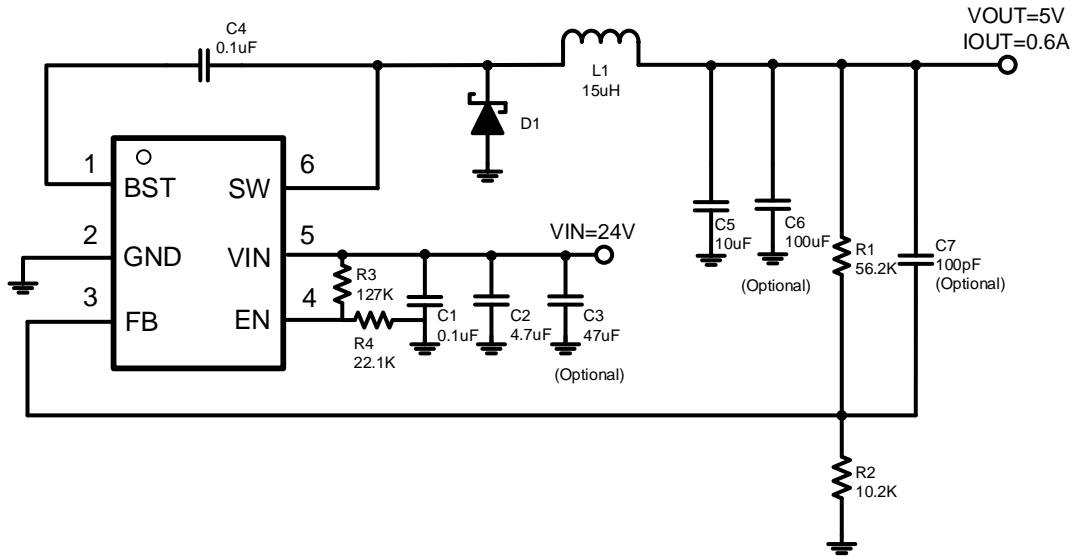 C4
0.1uF
VOUT=5V
IOUT=0.6A
L1
15uH
D1
1
BST
SW
6
2
GND
VIN
5
VIN=24V
3
FB
EN
4
R3
127K
R4
22.1K
C1
0.1uF
C2
4.7uF
C3
47uF
(Optional)
C5
10uF
C6
100uF
(Optional)
R1
56.2K
C7
100pF
(Optional)
R2
10.2K